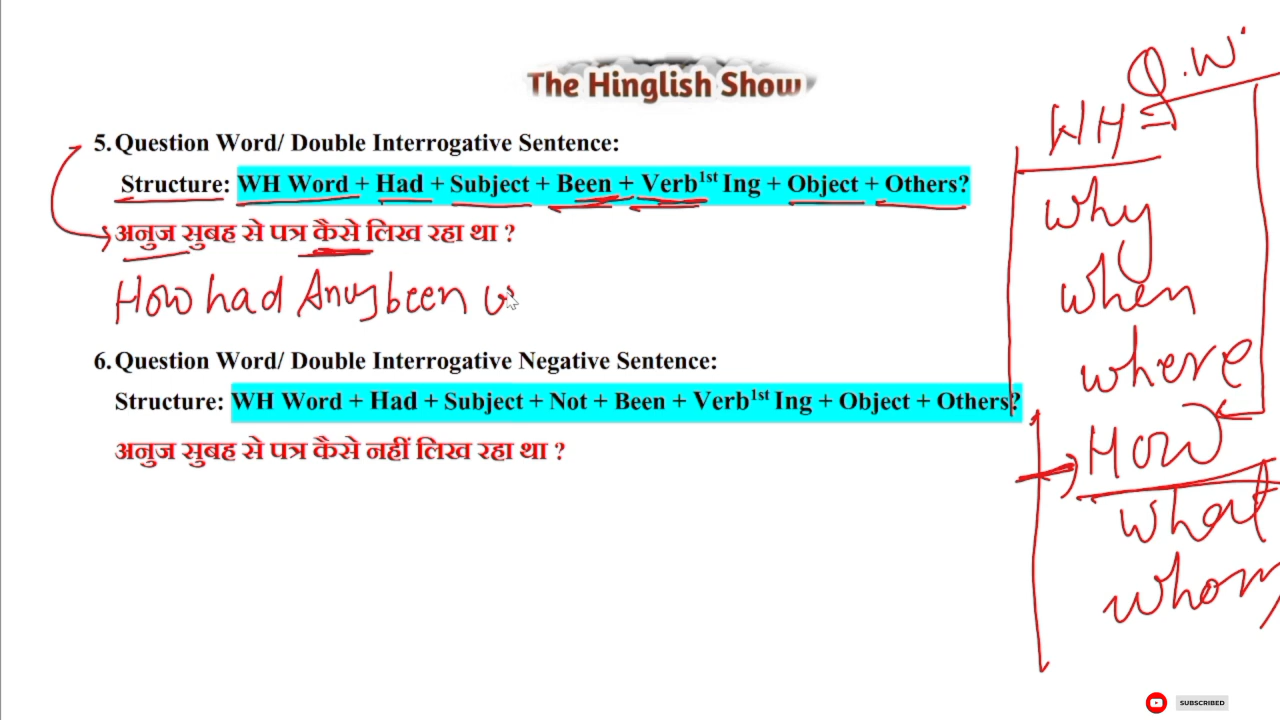 The Hinglish Show
5. Question Word/ Double Interrogative Sentence:
Structure: WH Word + Had + Subject + Been + Verb1st Ing + Object + Others?
अनुज सुबह से पत्र कैसे लिख रहा था ?
How had Anuj been
6. Question Word/ Double Interrogative Negative Sentence:
Structure: WH Word + Had + Subject + Not + Been + Verb1st Ing + Object + Others?
अनुज सुबह से पत्र कैसे नहीं लिख रहा था ?
Q.W.
WH
why
when
where
HOW
what
whom
SUBSCRIBED